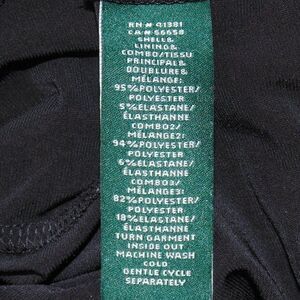 RN# 41381
CA# 56658
SHELL&
LINING&
COMBO/TISSU
PRINCIPAL&
DOUBLURE&
MÉLANGE:
95%POLYESTER/
POLYESTER
5%ELASTANE/
ÉLASTHANNE
COMBO2/
MÉLANGE2:
94%POLYESTER/
POLYESTER
6%ELASTANE/
ÉLASTHANNE
COMBO3/
MÉLANGE3:
82%POLYESTER/
POLYESTER
18%ELASTANE/
ÉLASTHANNE
TURN GARMENT
INSIDE OUT
MACHINE WASH
COLD
GENTLE CYCLE
SEPARATELY